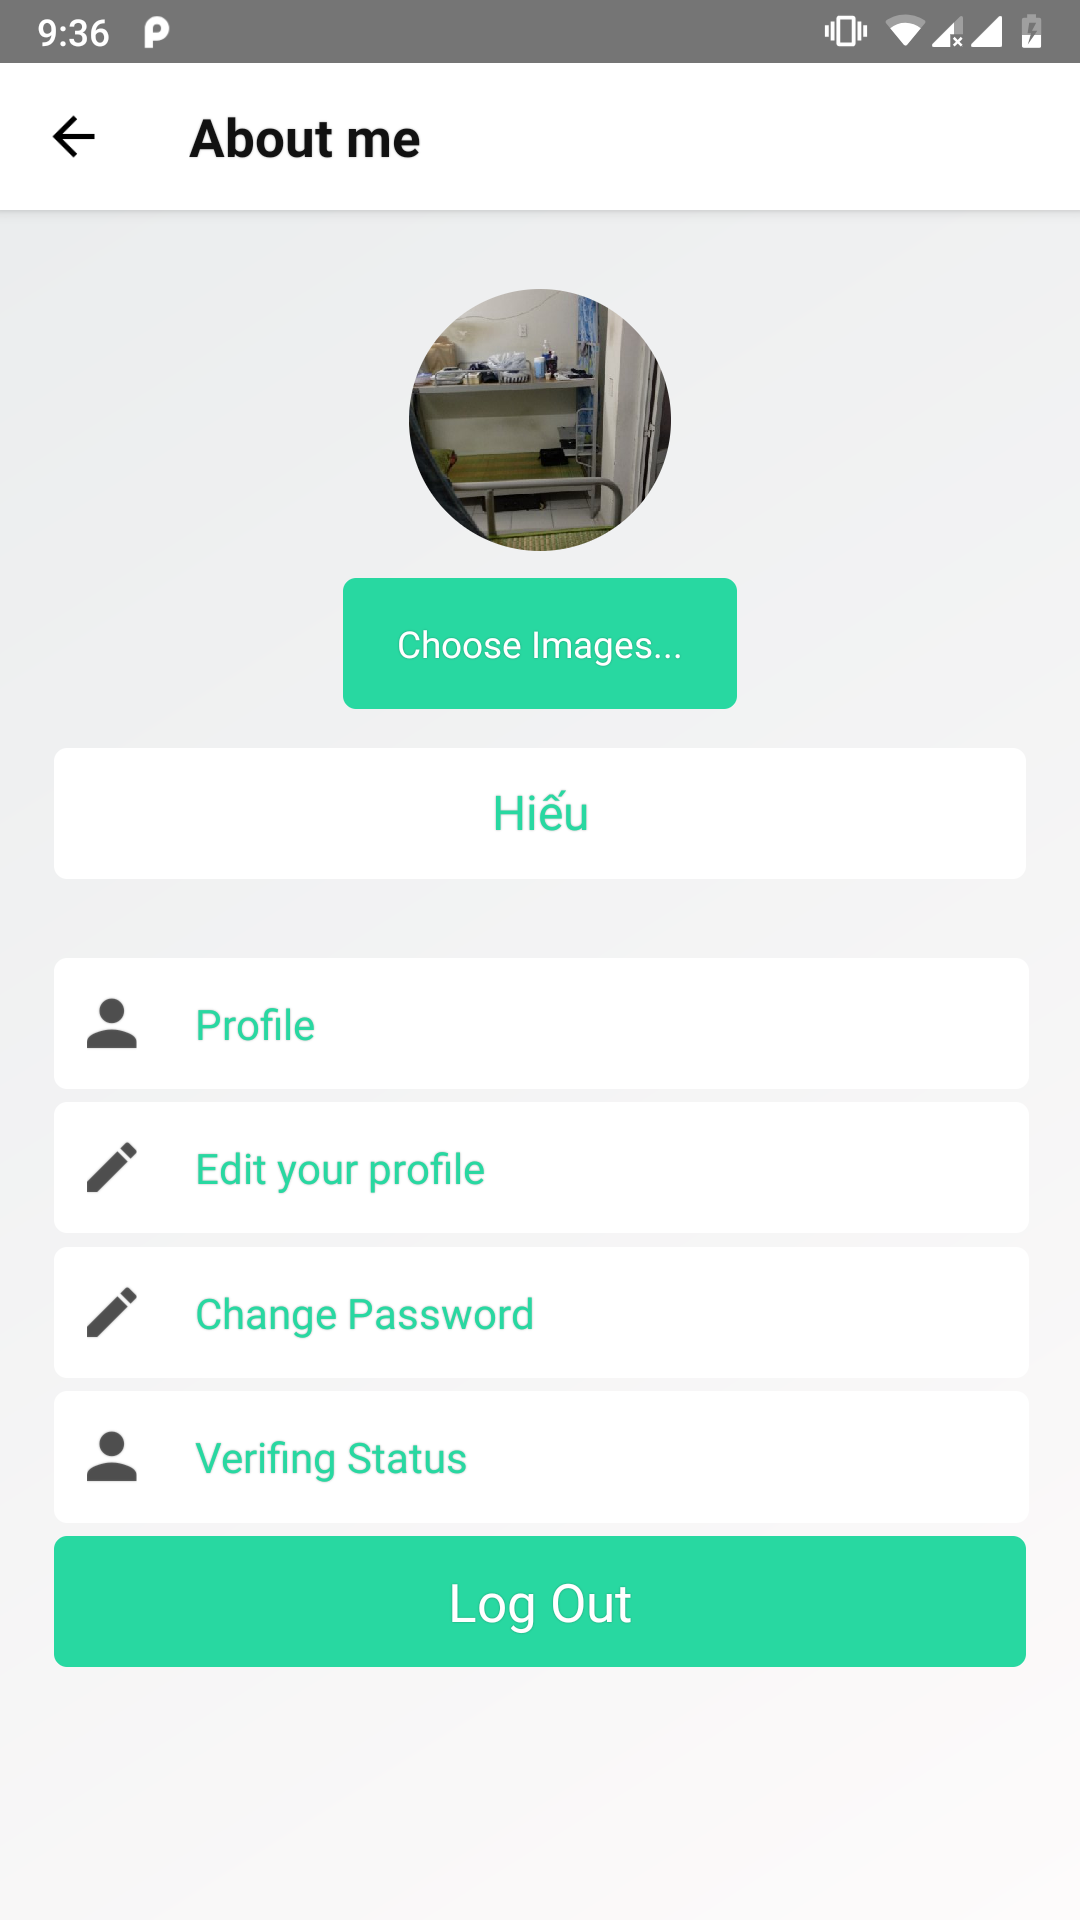 9:36
About me
Choose Images...
Hiếu
Profile
Edit your profile
Change Password
Verifing Status
Log Out